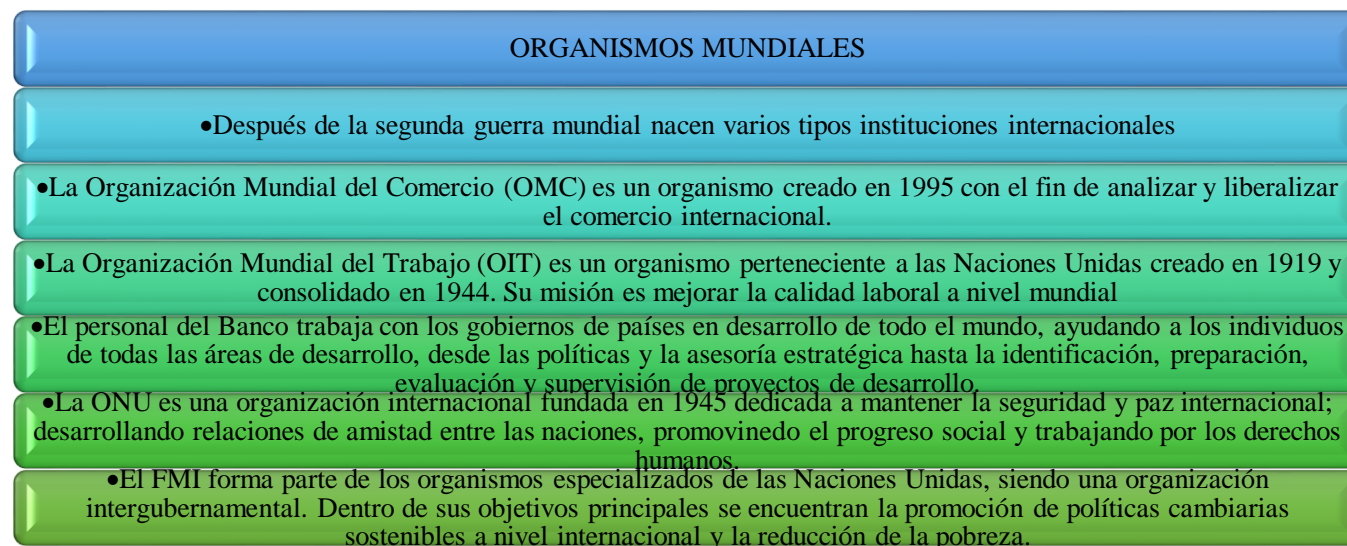 ORGANISMOS MUNDIALES
•Después de la segunda guerra mundial nacen varios tipos instituciones internacionales
•La Organización Mundial del Comercio (OMC) es un organismo creado en 1995 con el fin de analizar y liberalizar
el comercio internacional.
•La Organización Mundial del Trabajo (OIT) es un organismo perteneciente a las Naciones Unidas creado en 1919 y
consolidado en 1944. Su misión es mejorar la calidad laboral a nivel mundial
•El personal del Banco trabaja con los gobiernos de países en desarrollo de todo el mundo, ayudando a los individuos
de todas las áreas de desarrollo, desde las políticas y la asesoría estratégica hasta la identificación, preparación,
evaluación y supervisión de proyectos de desarrollo.
•La ONU es una organización internacional fundada en 1945 dedicada a mantener la seguridad y paz internacional;
desarrollando relaciones de amistad entre las naciones, promovinedo el progreso social y trabajando por los derechos
humanos.
•El FMI forma parte de los organismos especializados de las Naciones Unidas, siendo una organización
intergubernamental. Dentro de sus objetivos principales se encuentran la promoción de políticas cambiarias
sostenibles a nivel internacional y la reducción de la pobreza.